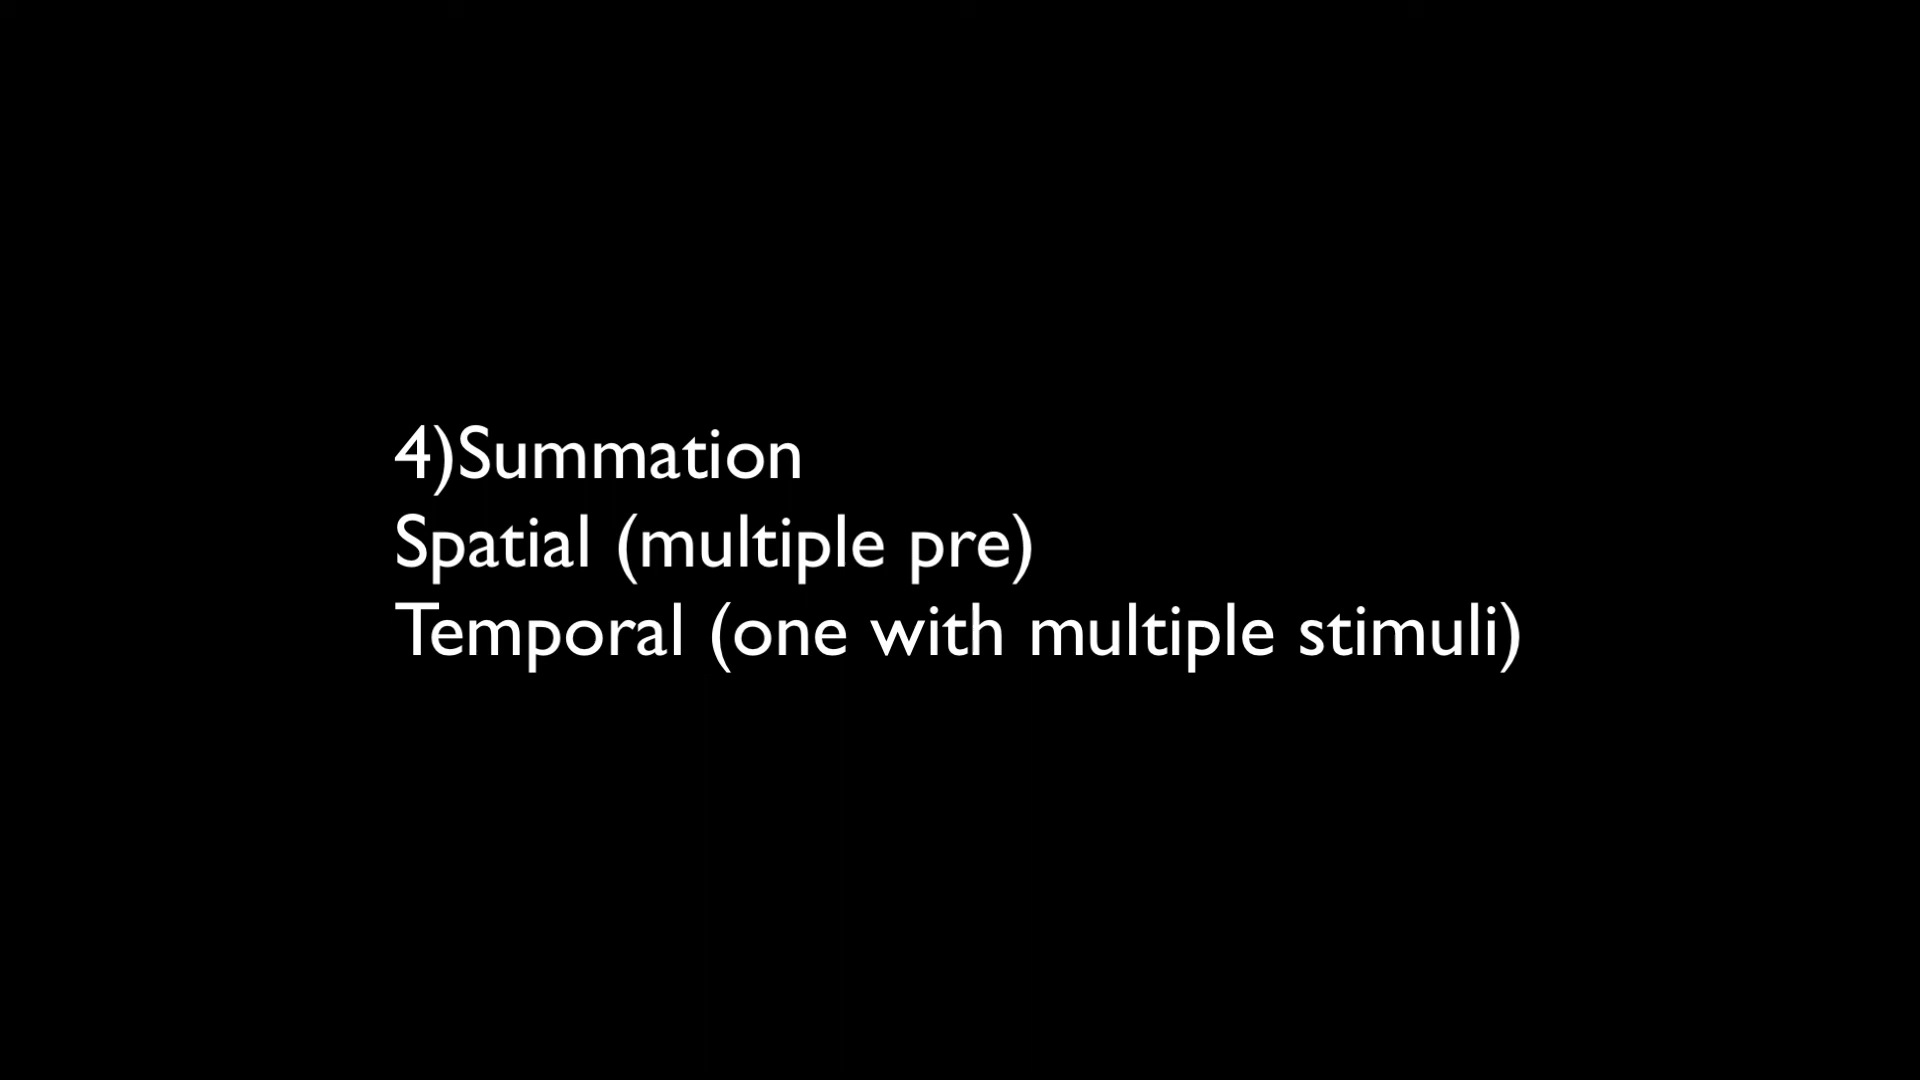 4)Summation
Spatial (multiple pre)
Temporal (one with multiple stimuli)